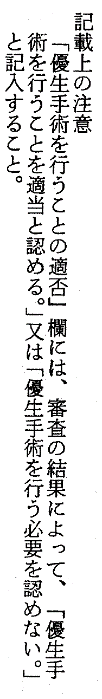 記載上の注意
「優生手術を行うことの適否」欄には、審査の結果によって、「優生手
術を行うことを適当と認める。」又は「優生手術を行う必要を認めない。」
と記入すること。